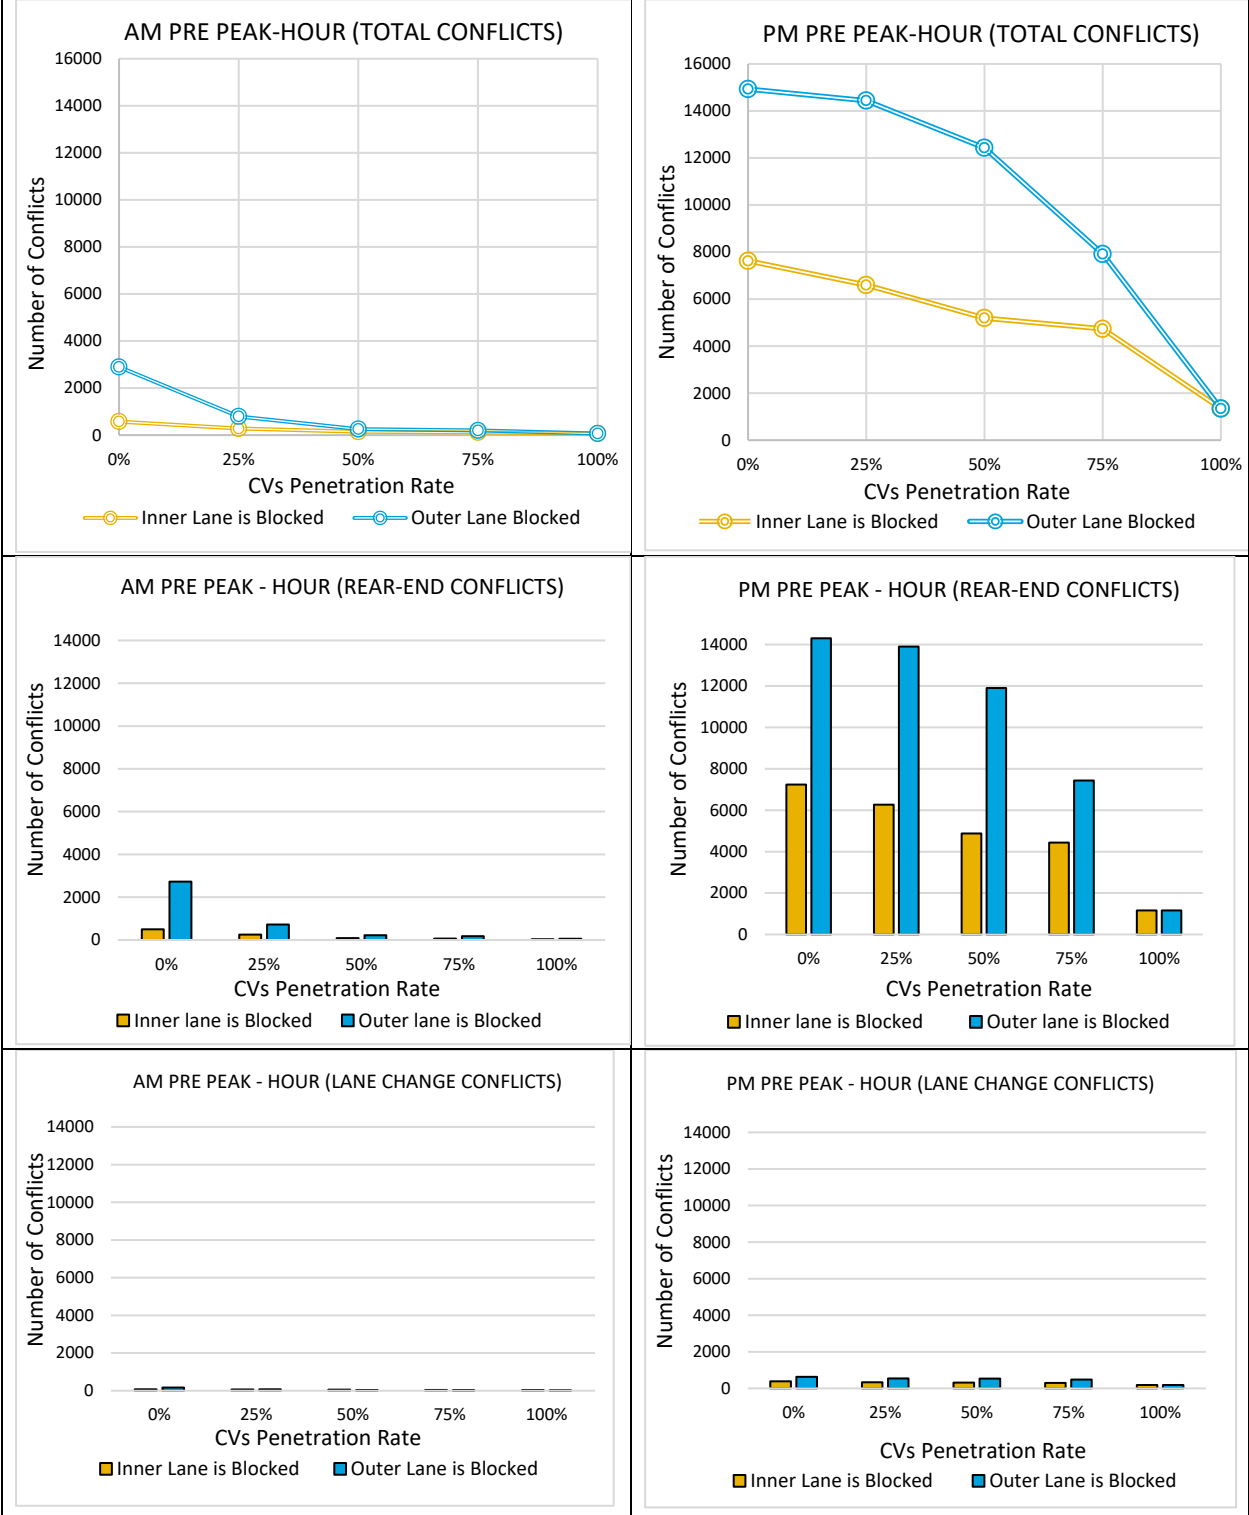 AM PRE PEAK-HOUR (TOTAL CONFLICTS)
16000
14000
12000
10000
8000
6000
4000
2000
0
Number of Conflicts
0% 25% 50% 75% 100%
CVs Penetration Rate
Inner Lane is Blocked Outer Lane Blocked
PM PRE PEAK-HOUR (TOTAL CONFLICTS)
16000
14000
12000
10000
8000
6000
4000
2000
0
Number of Conflicts
0% 25% 50% 75% 100%
CVs Penetration Rate
Inner Lane is Blocked Outer Lane Blocked
AM PRE PEAK - HOUR (REAR-END CONFLICTS)
14000
12000
10000
8000
6000
4000
2000
0
Number of Conflicts
0% 25% 50% 75% 100%
CVs Penetration Rate
Inner lane is Blocked Outer lane is Blocked
PM PRE PEAK - HOUR (REAR-END CONFLICTS)
14000
12000
10000
8000
6000
4000
2000
0
Number of Conflicts
0% 25% 50% 75% 100%
CVs Penetration Rate
Inner lane is Blocked Outer lane is Blocked
AM PRE PEAK - HOUR (LANE CHANGE CONFLICTS)
14000
12000
10000
8000
6000
4000
2000
0
Number of Conflicts
0% 25% 50% 75% 100%
CVs Penetration Rate
Inner Lane is Blocked Outer Lane is Blocked
PM PRE PEAK - HOUR (LANE CHANGE CONFLICTS)
14000
12000
10000
8000
6000
4000
2000
0
Number of Conflicts
0% 25% 50% 75% 100%
CVs Penetration Rate
Inner Lane is Blocked Outer Lane is Blocked